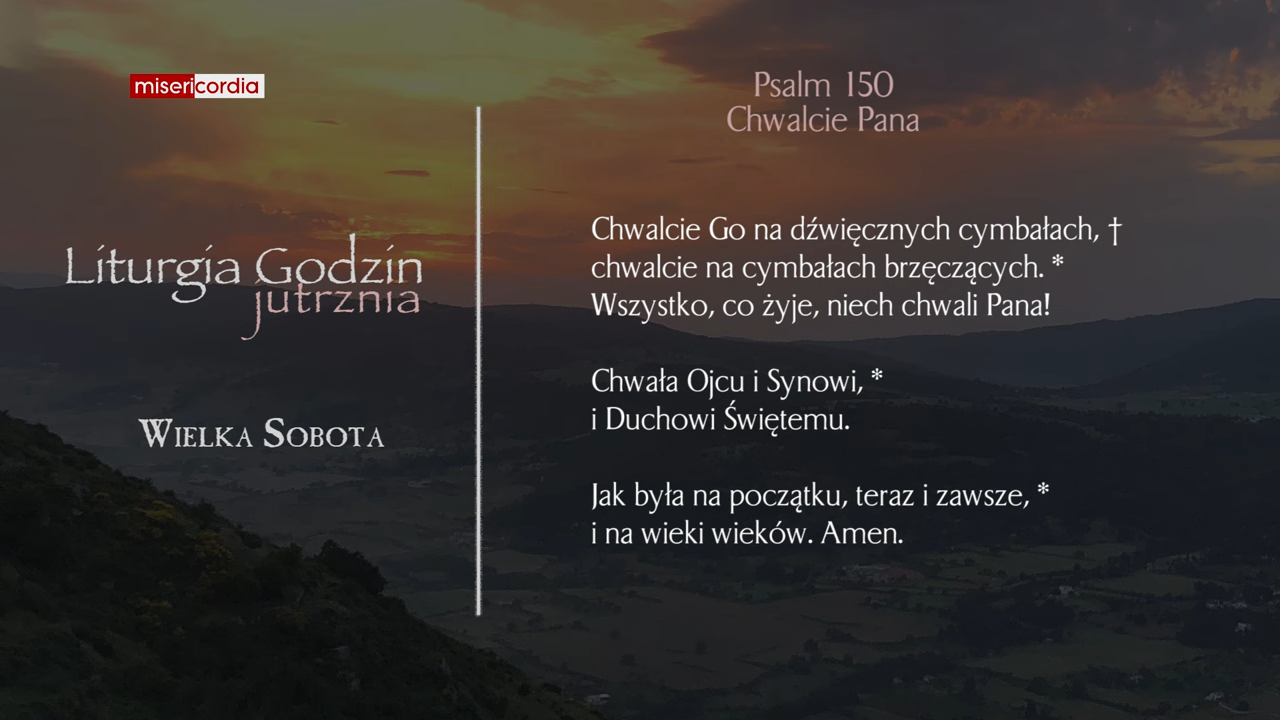 misericordia
Liturgia Godzin
jutrznia
Wielka Sobota
Psalm 150
Chwalcie Pana
Chwalcie Go na dźwięcznych cymbałach, †
chwalcie na cymbałach brzęczących. *
Wszystko, co żyje, niech chwali Pana!
Chwała Ojcu i Synowi, *
i Duchowi Świętemu.
Jak była na początku, teraz i zawsze, *
i na wieki wieków. Amen.